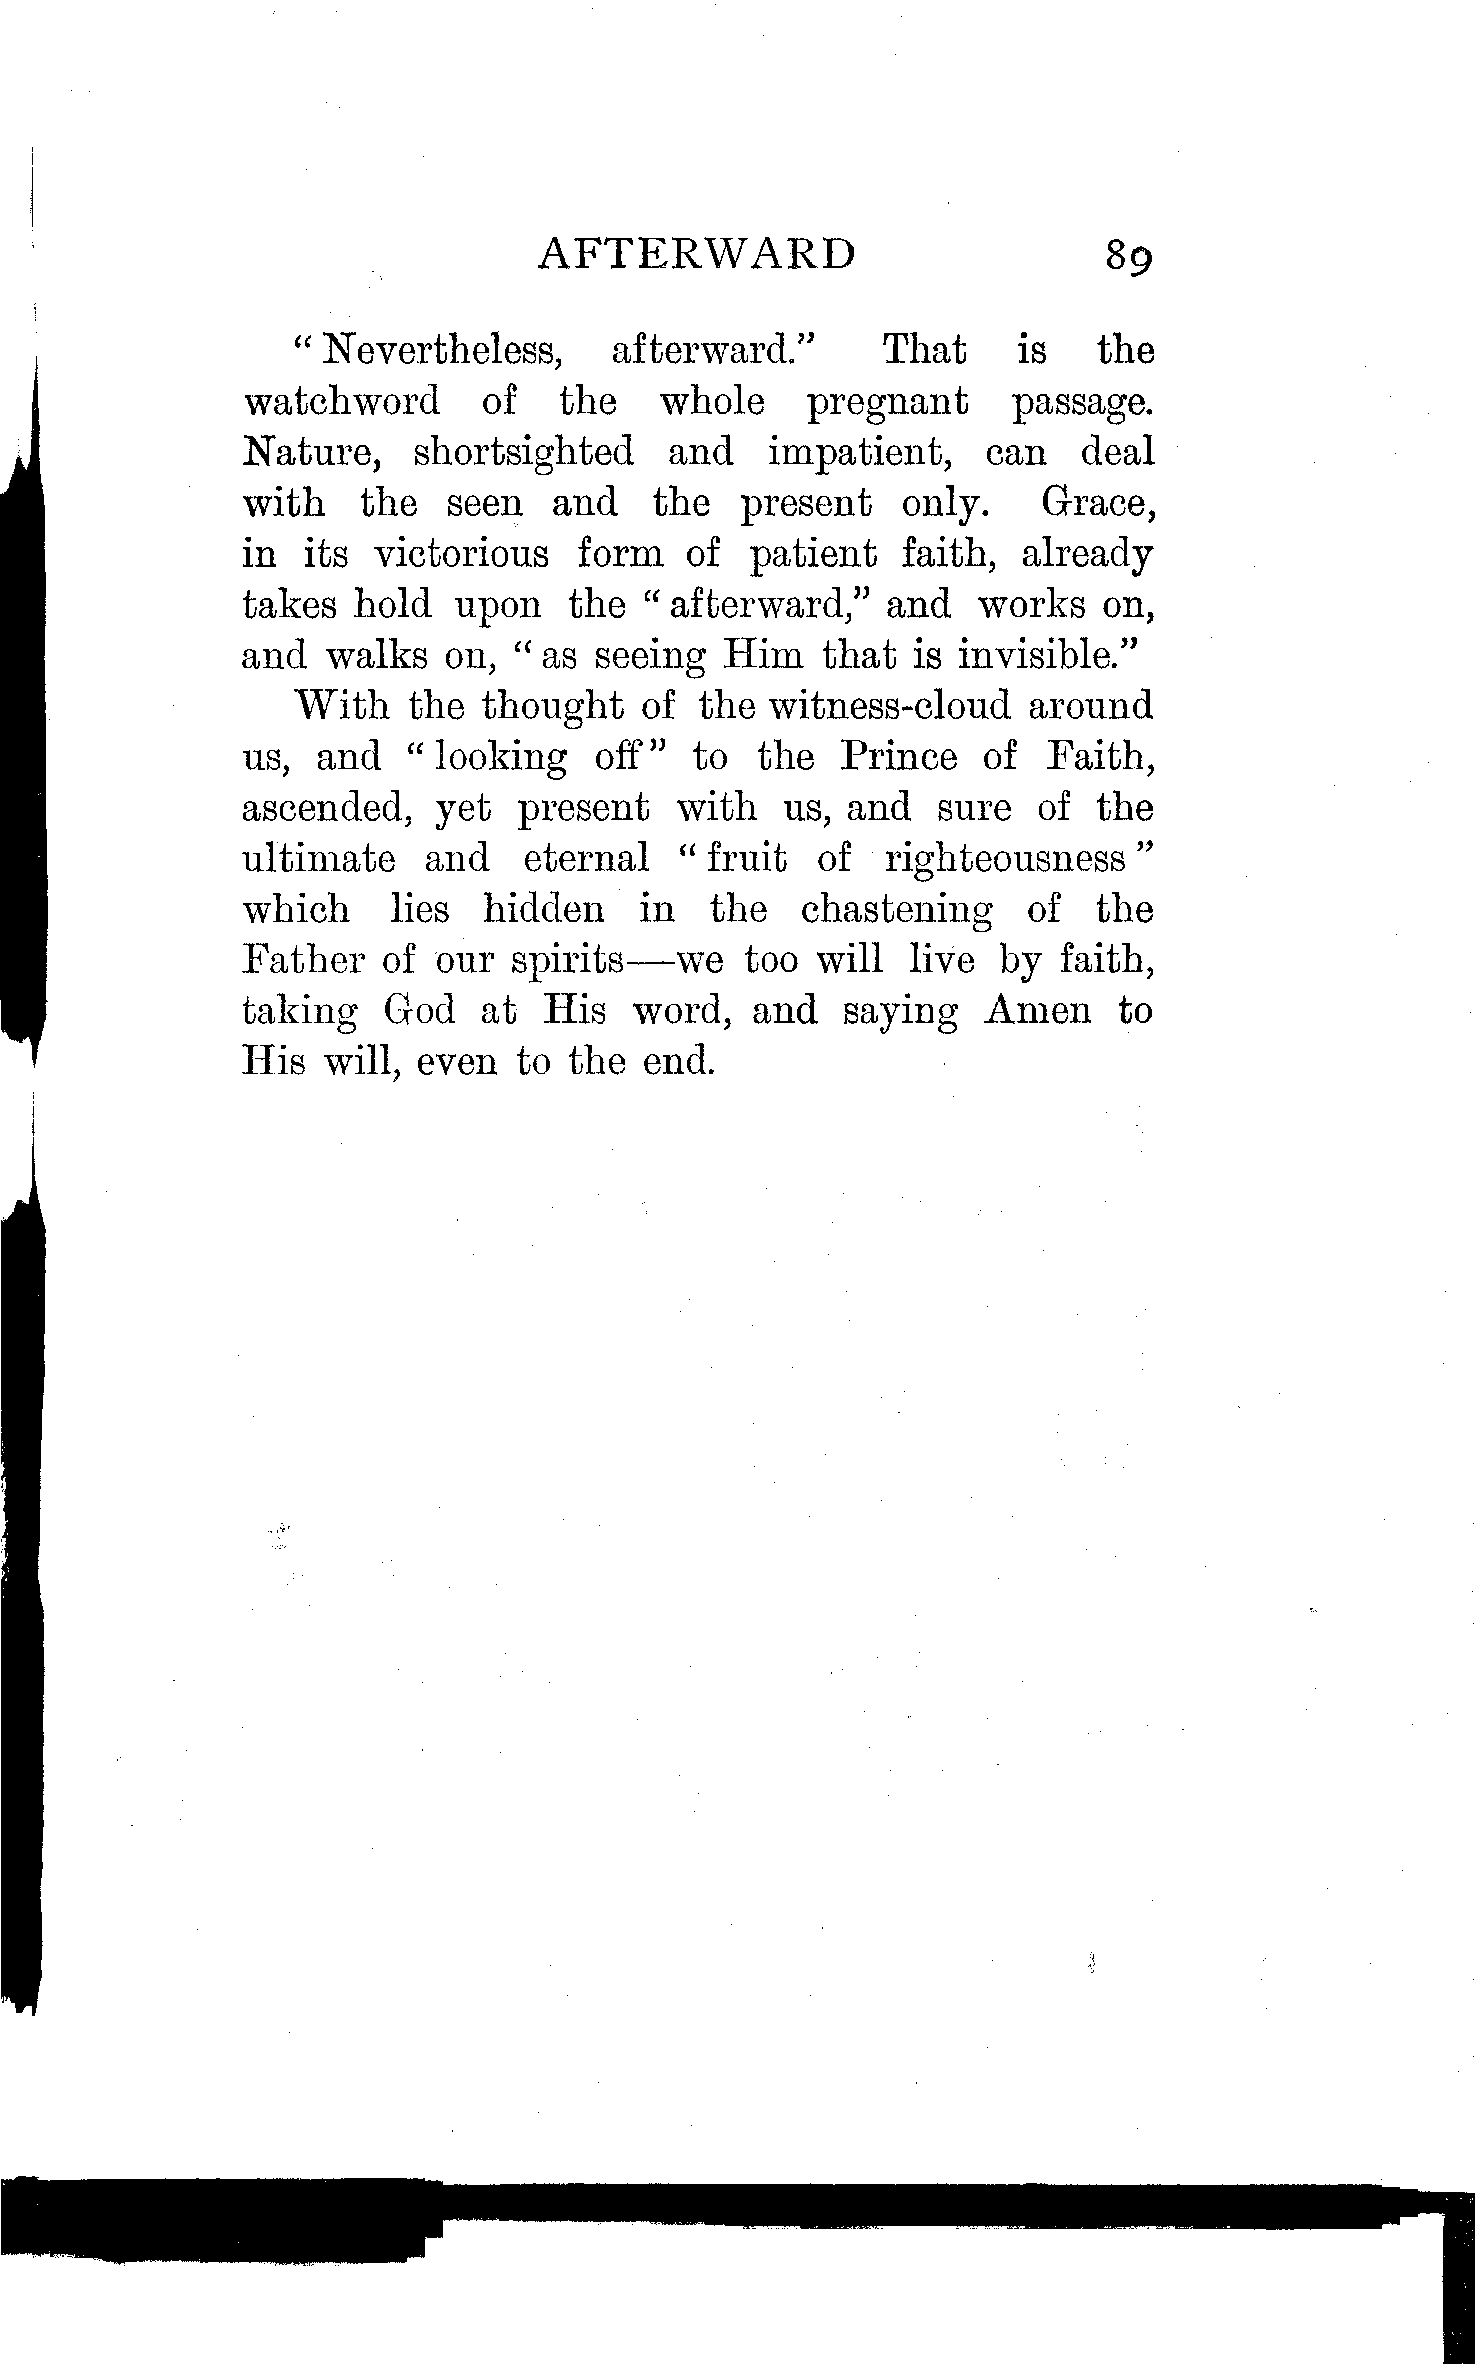 AFTERWARD 89
"Nevertheless, afterward." That is the
watchword of the whole pregnant passage.
Nature, shortsighted and impatient, can deal
with the seen and the present only. Grace,
in its victorious form of patient faith, already
takes hold upon the "afterward," and works on,
and walks on, "as seeing Him that is invisible."
With the thought of the witness-cloud around
us, and "looking off" to the Prince of Faith,
ascended, yet present with us, and sure of the
ultimate and eternal "fruit of righteousness"
which lies hidden in the chastening of the
Father of our spirits—we too will live by faith,
taking God at His word, and saying Amen to
His will, even to the end.